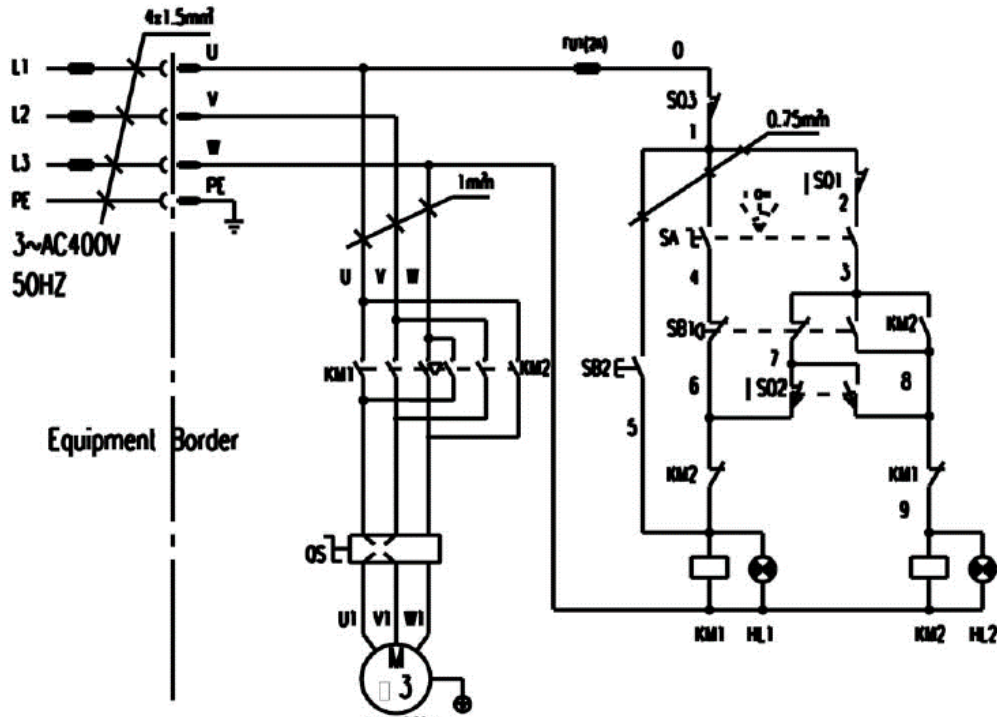 4x1.5mm²
L1
U
FU1(2A)
0
SQ3
L2
V
1
0.75mm²
L3
W
PE
PE
1mm²
SQ1
2
3~AC400V
50HZ
SA
U
V
W
4
3
SB1
KM2
KM1
KM2
SB2
7
6
SQ2
8
5
Equipment Border
KM2
KM1
9
QS
U1
V1
W1
KM1
HL1
KM2
HL2
M
3